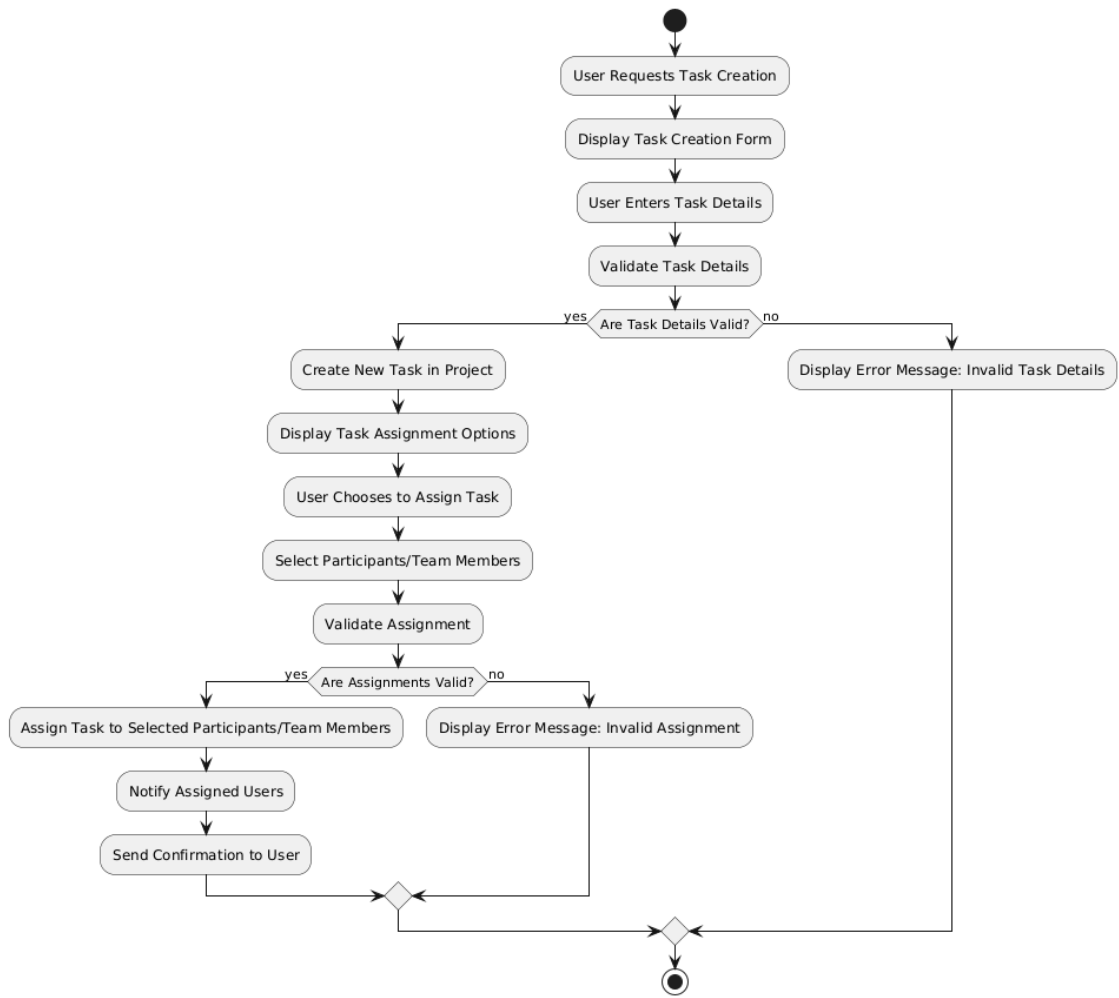 User Requests Task Creation
Display Task Creation Form
User Enters Task Details
Validate Task Details
yes
Are Task Details Valid?
no
Create New Task in Project
Display Error Message: Invalid Task Details
Display Task Assignment Options
User Chooses to Assign Task
Select Participants/Team Members
Validate Assignment
yes
Are Assignments Valid?
no
Assign Task to Selected Participants/Team Members
Display Error Message: Invalid Assignment
Notify Assigned Users
Send Confirmation to User